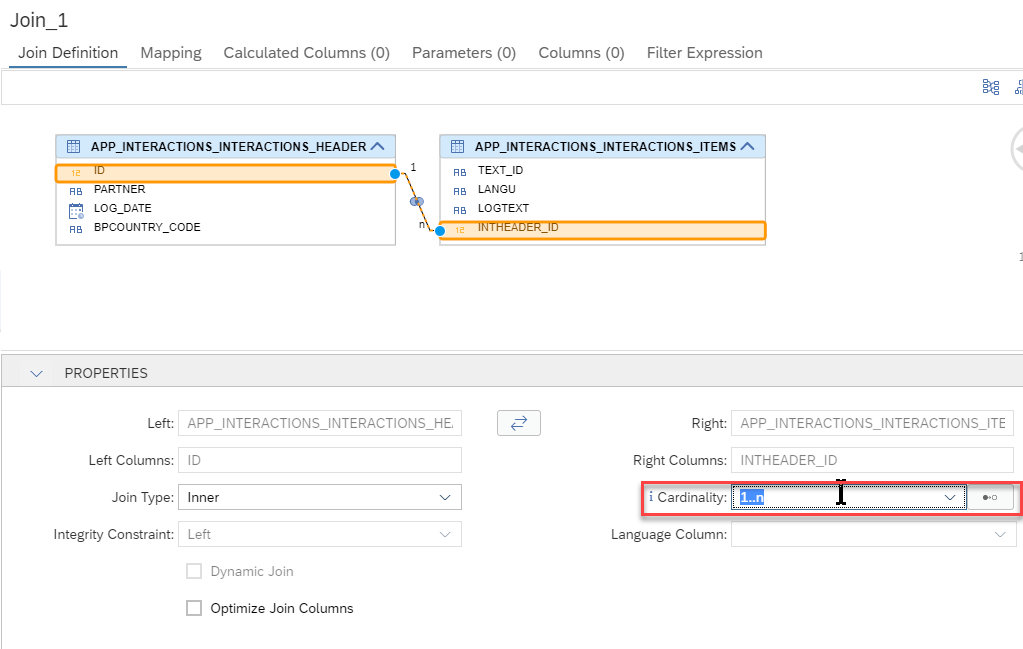 Join_1
Join Definition Mapping Calculated Columns (0) Parameters (0) Columns (0) Filter Expression
APP_INTERACTIONS_INTERACTIONS_HEADER APP_INTERACTIONS_INTERACTIONS_ITEMS
12 ID 1 AB TEXT_ID
AB PARTNER AB LANGU
LOG_DATE AB LOGTEXT
AB BPCOUNTRY_CODE n 12 INTHEADER_ID
1
PROPERTIES
Left: APP_INTERACTIONS_INTERACTIONS_HE. Right: APP_INTERACTIONS_INTERACTIONS_ITE
Left Columns: ID Right Columns: INTHEADER_ID
Join Type: Inner i Cardinality: 1..n
Integrity Constraint: Left Language Column:
Dynamic Join
Optimize Join Columns